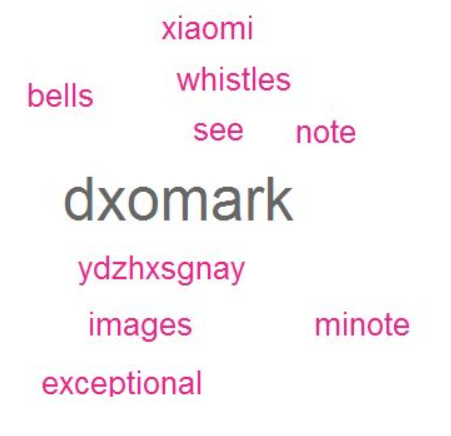 xiaomi
whistles
bells
see note
dxomark
ydzhxsgnay
images minote
exceptional